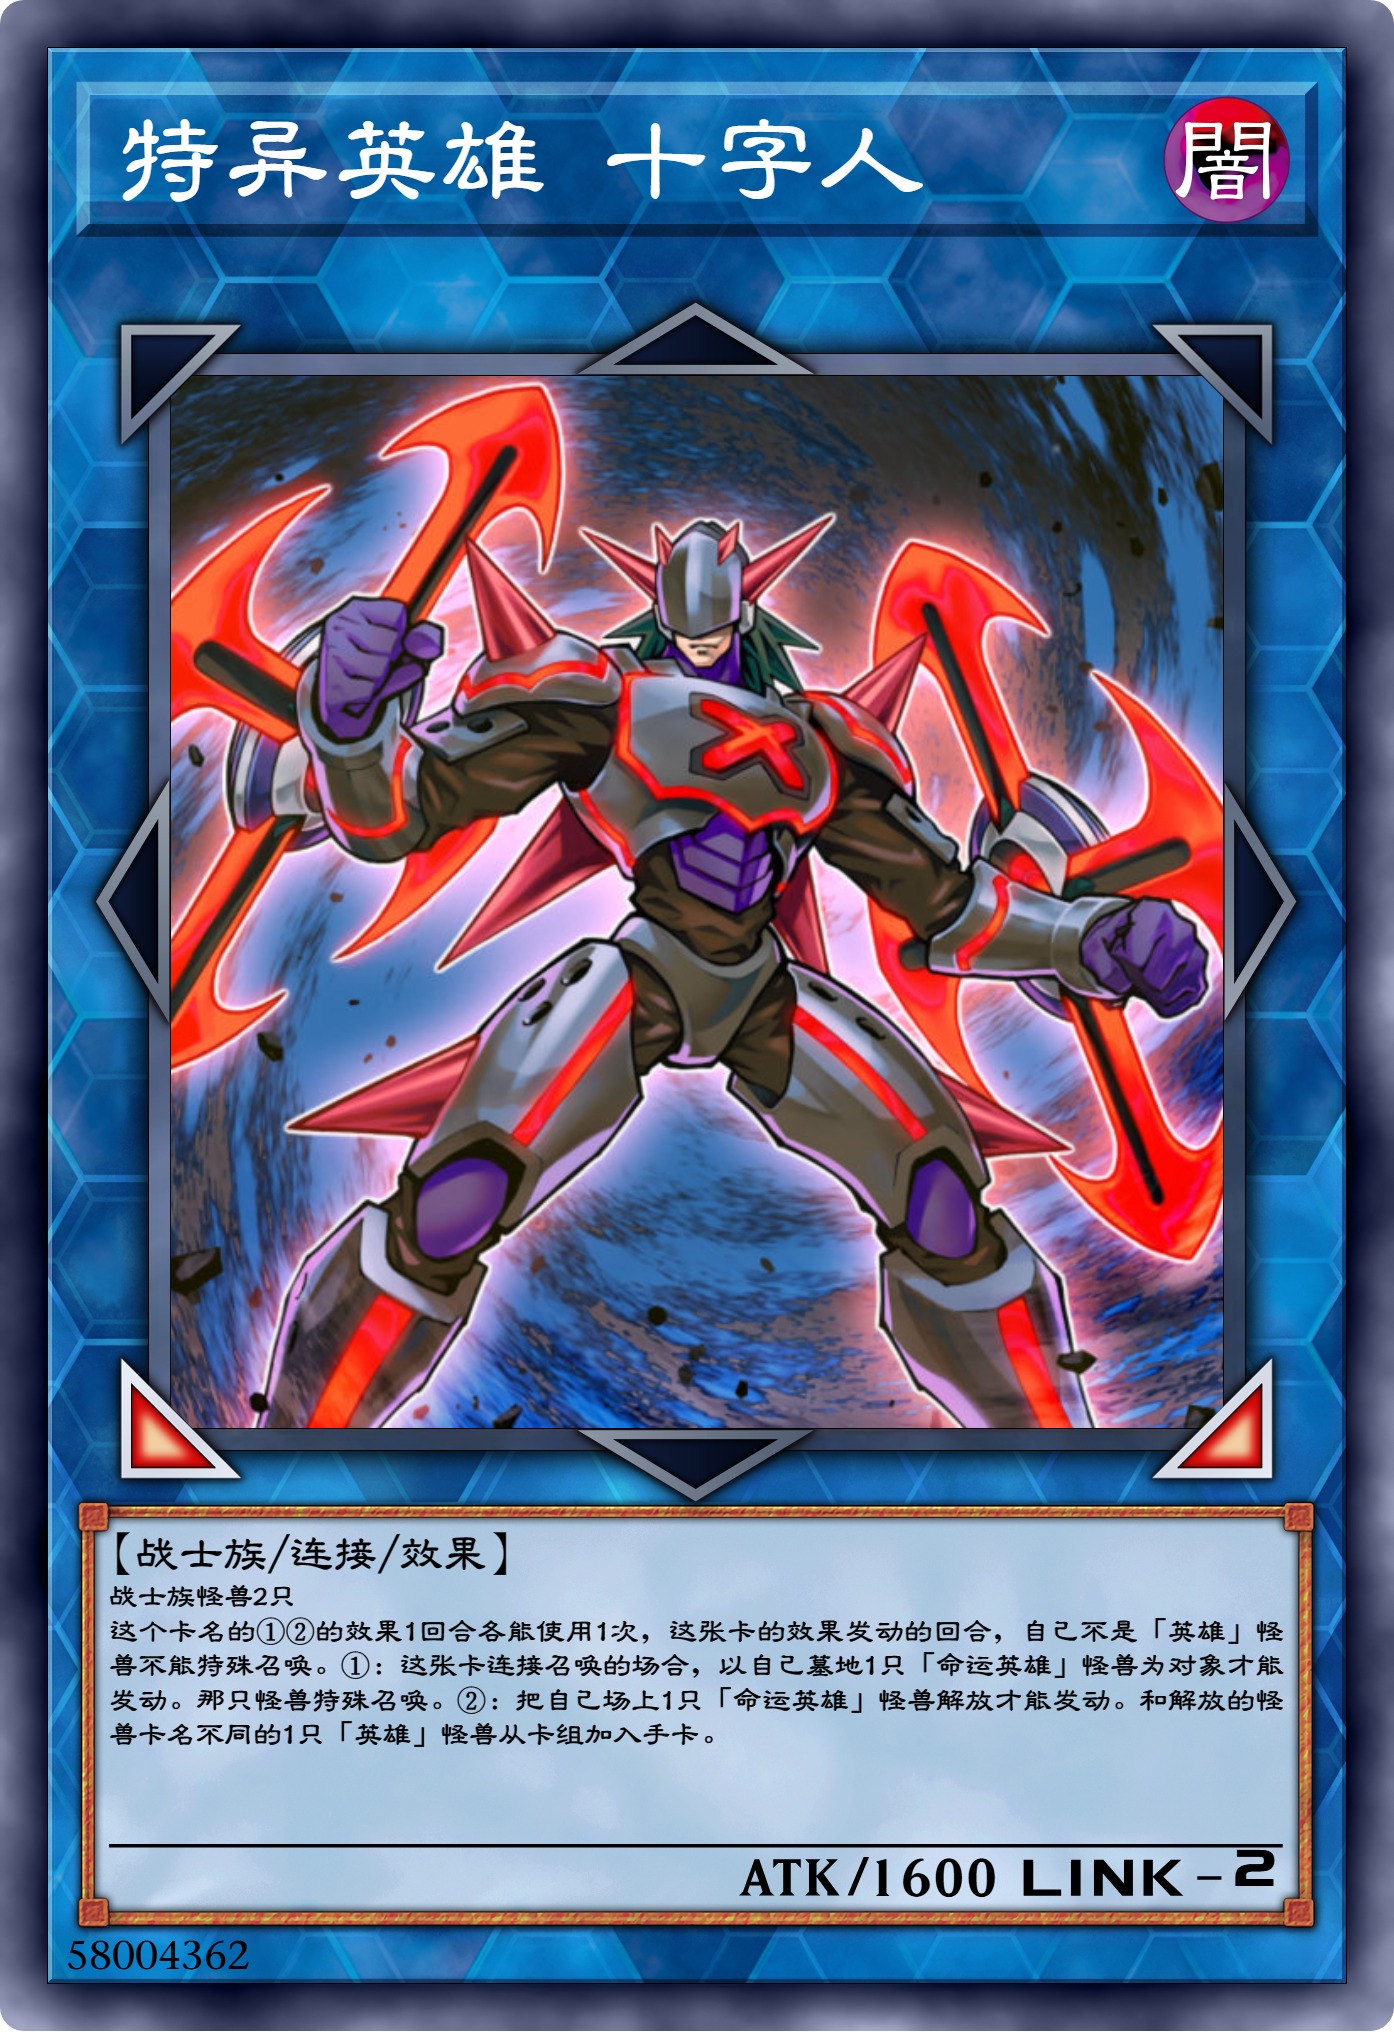 特异英雄 十字人
闇
【战士族/连接/效果】
战士族怪兽2只
这个卡名的①②的效果1回合各能使用1次，这张卡的效果发动的回合，自己不是「英雄」怪
兽不能特殊召唤。①：这张卡连接召唤的场合，以自己墓地1只「命运英雄」怪兽为对象才能
发动。那只怪兽特殊召唤。②：把自己场上1只「命运英雄」怪兽解放才能发动。和解放的怪
兽卡名不同的1只「英雄」怪兽从卡组加入手卡。
ATK/1600 LINK-2
58004362